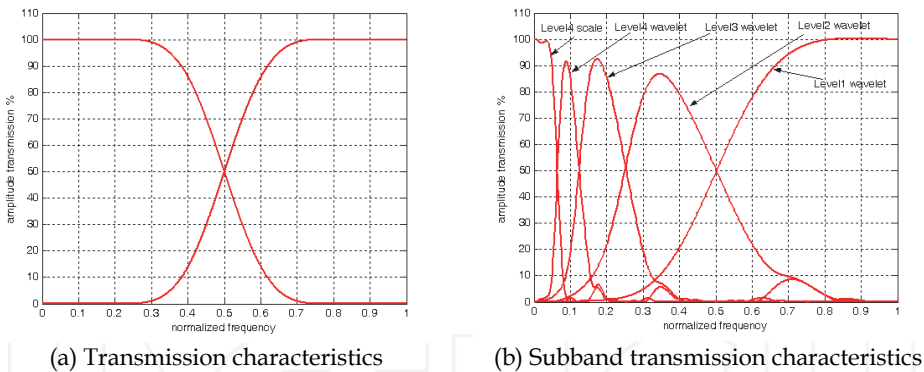 110
100
90
80
70
60
50
40
30
20
10
0
amplitude transmission %
0 0.1 0.2 0.3 0.4 0.5 0.6 0.7 0.8 0.9 1
normalized frequency
(a) Transmission characteristics
110
100
90
80
70
60
50
40
30
20
10
0
amplitude transmission %
Level4 scale
Level4 wavelet
Level3 wavelet
Level2 wavelet
Level1 wavelet
0 0.1 0.2 0.3 0.4 0.5 0.6 0.7 0.8 0.9 1
normalized frequency
(b) Subband transmission characteristics